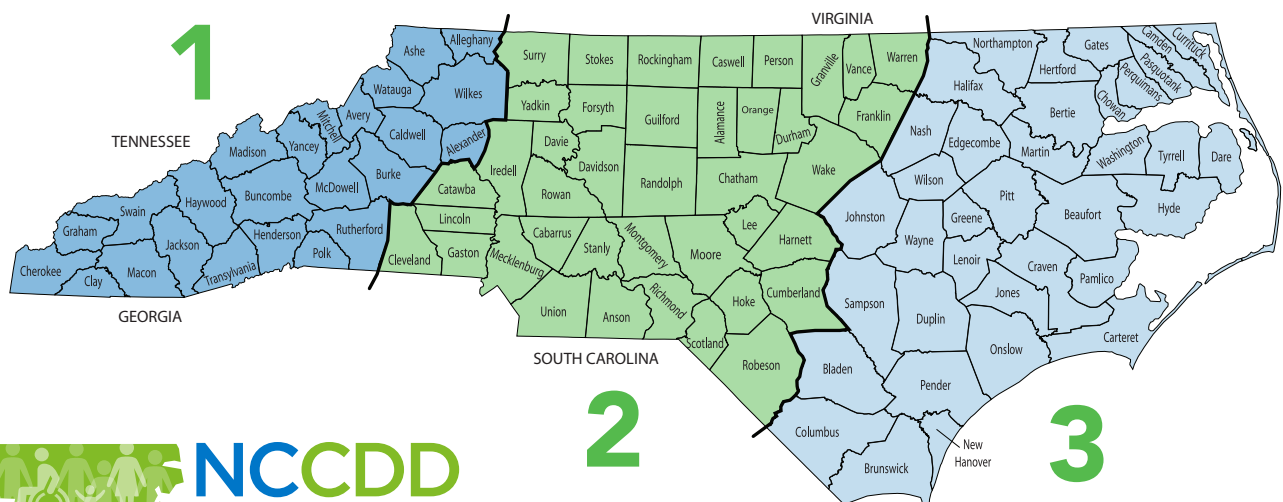 VIRGINIA
1
TENNESSEE
GEORGIA
SOUTH CAROLINA
2
3
Ashe
Alleghany
Watauga
Wilkes
Avery
Mitchell
Caldwell
Alexander
Madison
Yancey
Burke
McDowell
Buncombe
Haywood
Swain
Graham
Rutherford
Henderson
Polk
Jackson
Transylvania
Cherokee
Clay
Macon
Surry
Stokes
Rockingham
Caswell
Person
Granville
Vance
Warren
Yadkin
Forsyth
Guilford
Alamance
Orange
Durham
Franklin
Davie
Iredell
Davidson
Randolph
Chatham
Wake
Catawba
Rowan
Lincoln
Cleveland
Gaston
Mecklenburg
Cabarrus
Stanly
Montgomery
Moore
Lee
Harnett
Union
Anson
Richmond
Hoke
Cumberland
Scotland
Robeson
Northampton
Gates
Camden
Currituck
Pasquotank
Perquimans
Chowan
Hertford
Halifax
Bertie
Nash
Edgecombe
Martin
Washington
Tyrrell
Dare
Wilson
Pitt
Beaufort
Hyde
Johnston
Greene
Wayne
Lenoir
Craven
Pamlico
Jones
Sampson
Duplin
Onslow
Carteret
Bladen
Pender
Columbus
Brunswick
New
Hanover
NCCDD